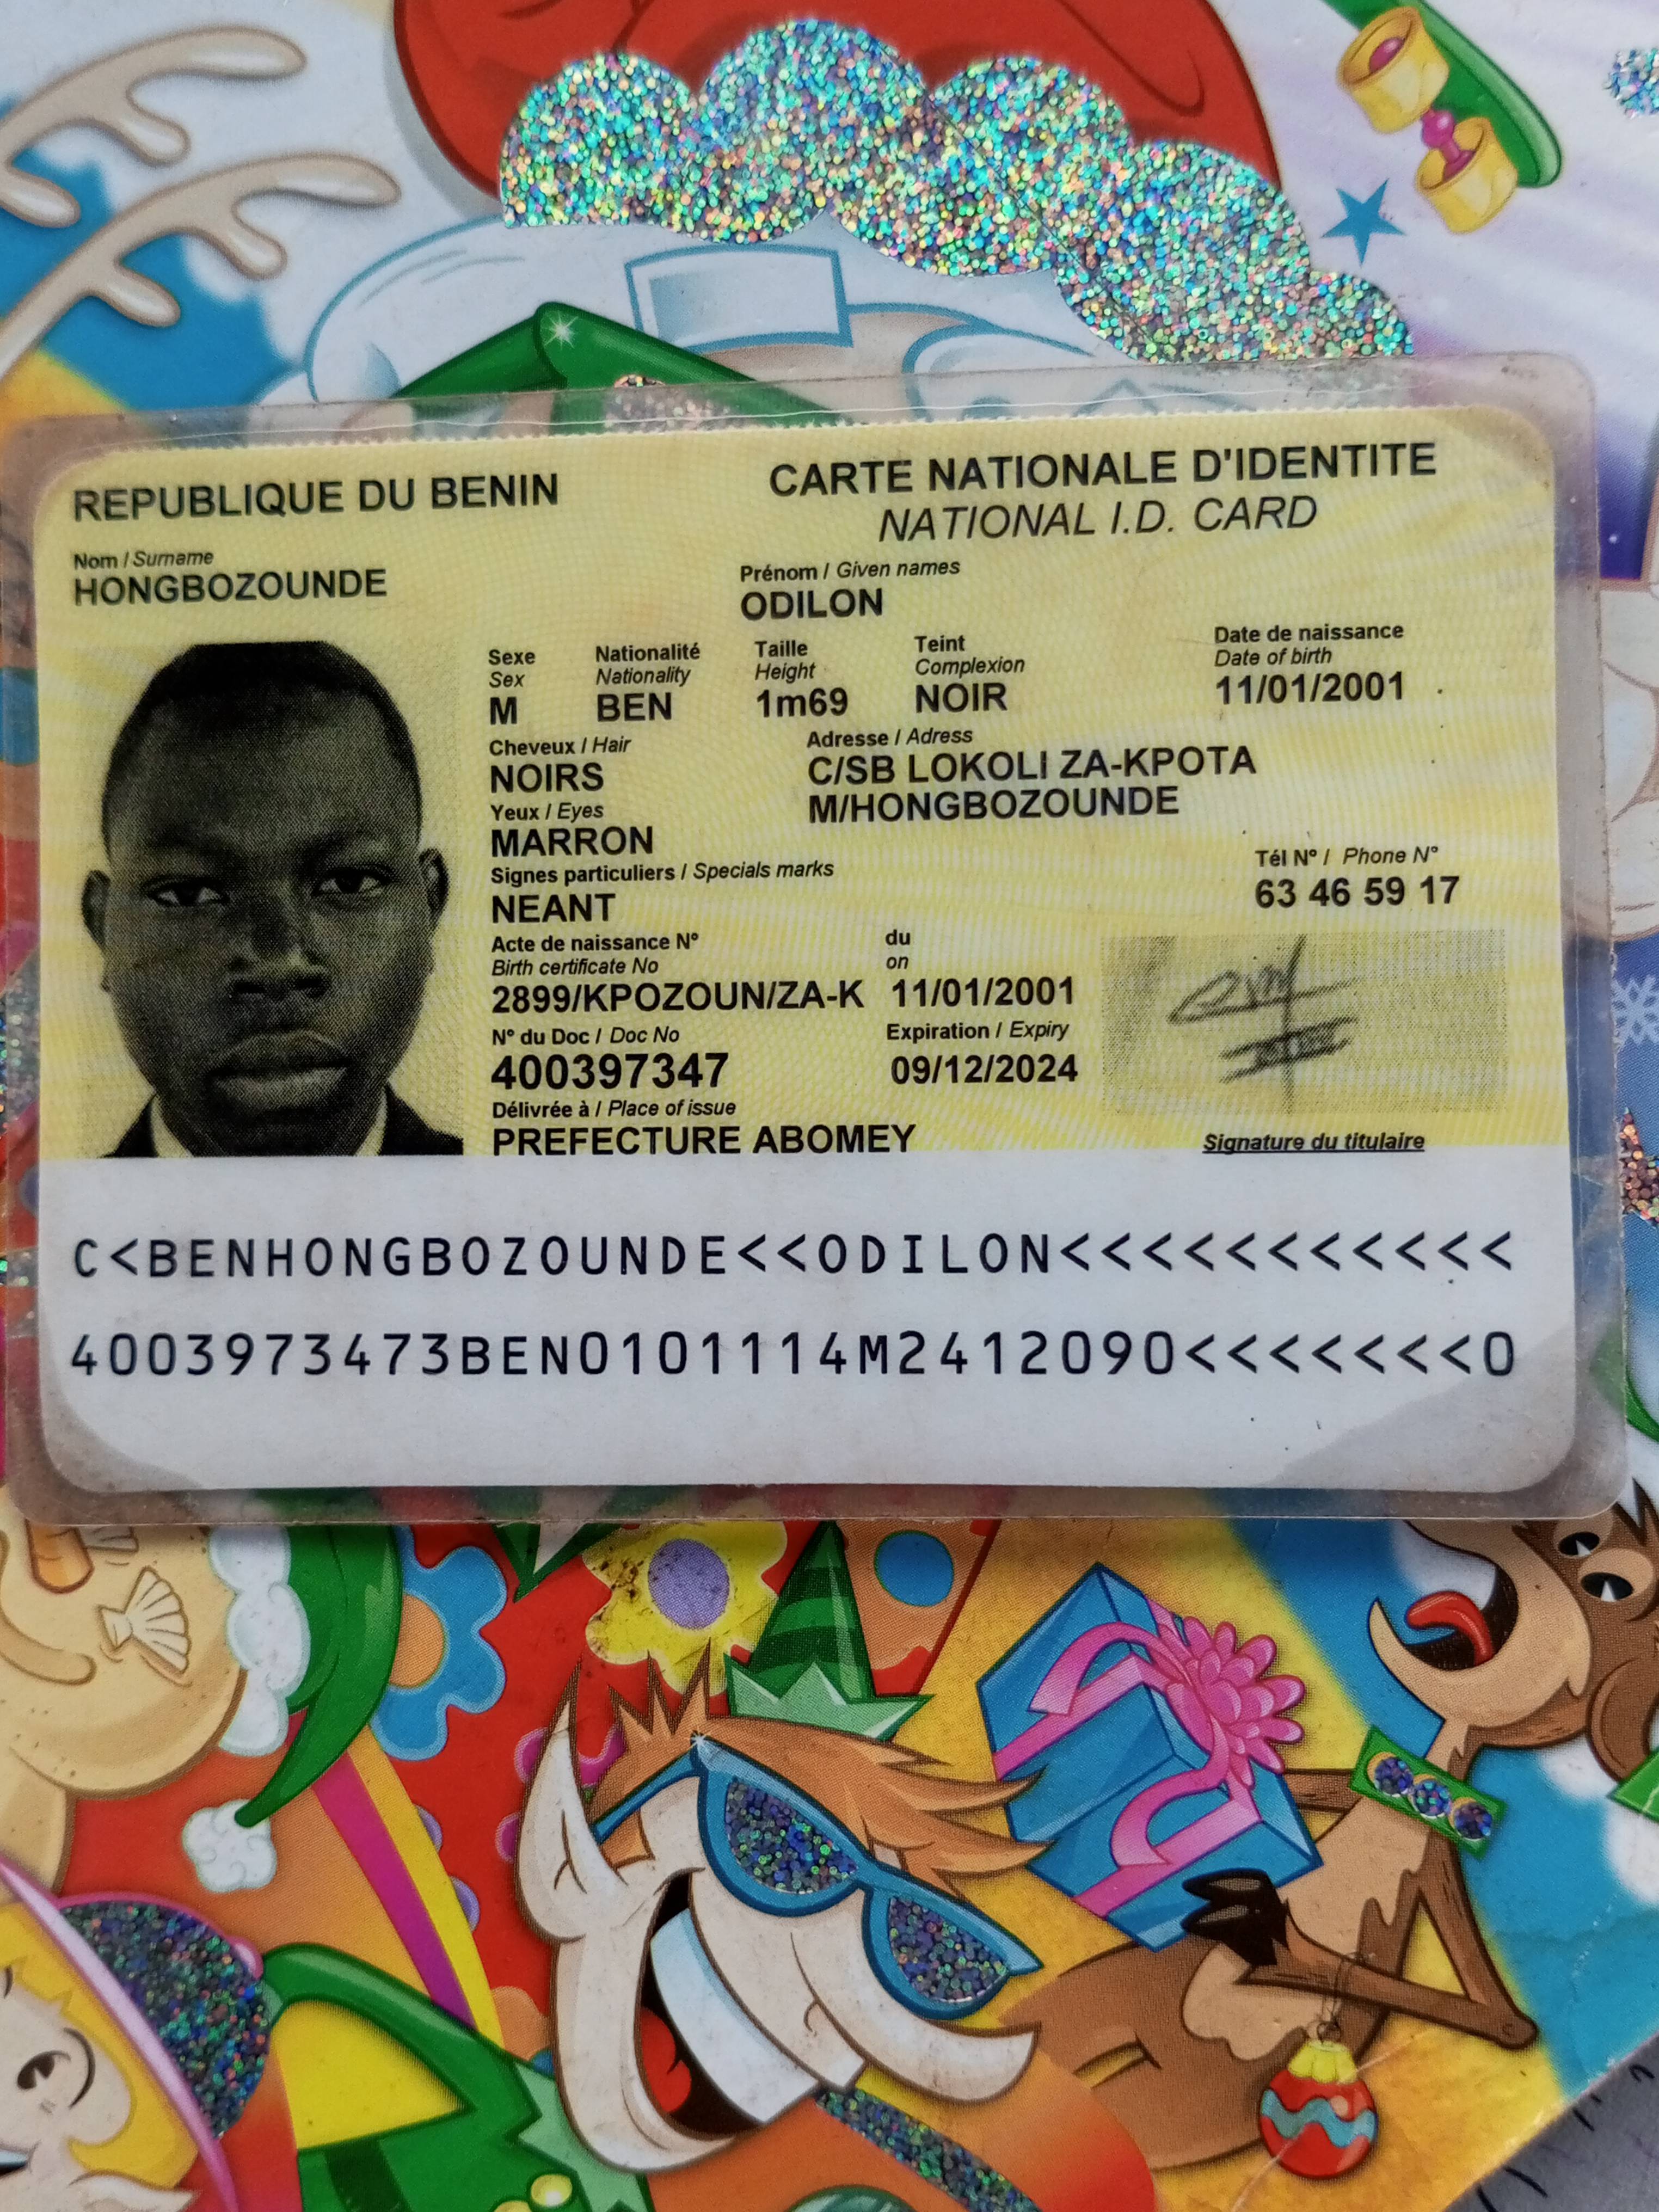 REPUBLIQUE DU BENIN
CARTE NATIONALE D'IDENTITE
NATIONAL I.D. CARD
Nom / Surname
HONGBOZOUNDE
Prénom / Given names
ODILON
Sexe Nationalité Taille Teint Date de naissance
Sex Nationality Height Complexion Date of birth
M BEN 1m69 NOIR 11/01/2001
Cheveux / Hair Adresse / Adress
NOIRS C/SB LOKOLI ZA-KPOTA
Yeux / Eyes M/HONGBOZOUNDE
MARRON
Tél N° / Phone N°
63 46 59 17
Signes particuliers / Specials marks
NEANT
Acte de naissance N° du
Birth certificate No on
2899/KPOZOUN/ZA-K 11/01/2001
N° du Doc / Doc No Expiration / Expiry
400397347 09/12/2024
Délivrée à / Place of issue
PREFECTURE ABOMEY
Signature du titulaire
C<BENHONGBOZOUNDE<<ODILON<<<<<<<<<<<<
4003973473BEN0101114M2412090<<<<<<<<0